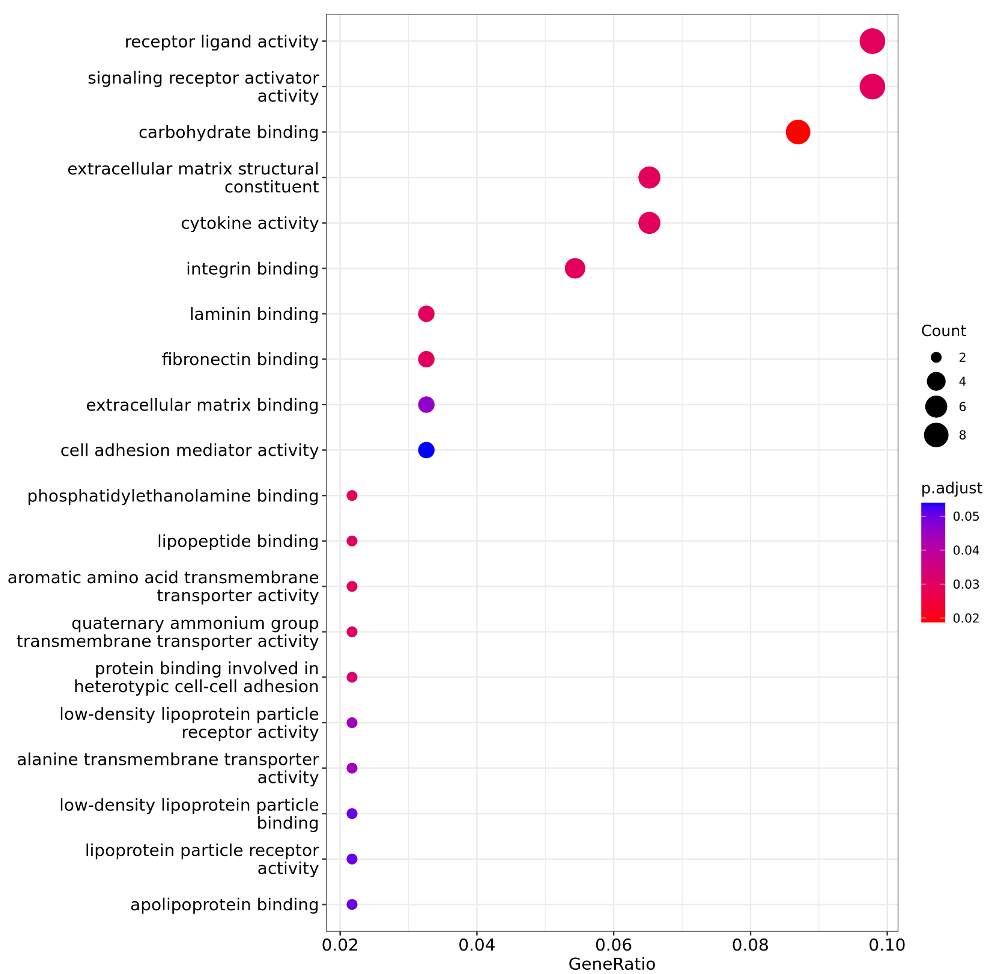 receptor ligand activity
signaling receptor activator
activity
carbohydrate binding
extracellular matrix structural
constituent
cytokine activity
integrin binding
laminin binding
fibronectin binding
extracellular matrix binding
cell adhesion mediator activity
phosphatidylethanolamine binding
lipopeptide binding
aromatic amino acid transmembrane
transporter activity
quaternary ammonium group
transmembrane transporter activity
protein binding involved in
heterotypic cell-cell adhesion
low-density lipoprotein particle
receptor activity
alanine transmembrane transporter
activity
low-density lipoprotein particle
binding
lipoprotein particle receptor
activity
apolipoprotein binding
0.02 0.04 0.06 0.08 0.10
GeneRatio
Count
2
4
6
8
p.adjust
0.05
0.04
0.03
0.02